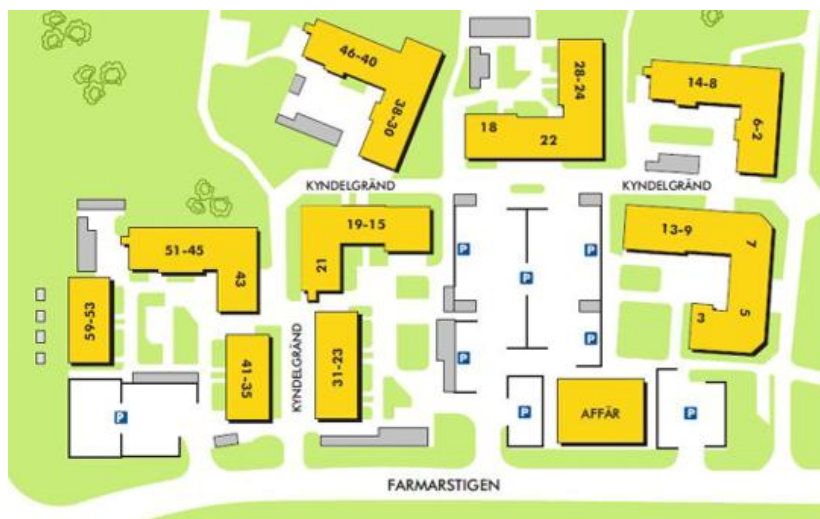 46-40
38-30
28-24
18
22
14-8
6-2
KYNDELGRÄND
KYNDELGRÄND
19-15
21
13-9
7
5
3
51-45
43
59-53
P
P
P
P
P
41-35
KYNDELGRÄND
31-23
P
P
AFFÄR
P
FARMARSTIGEN